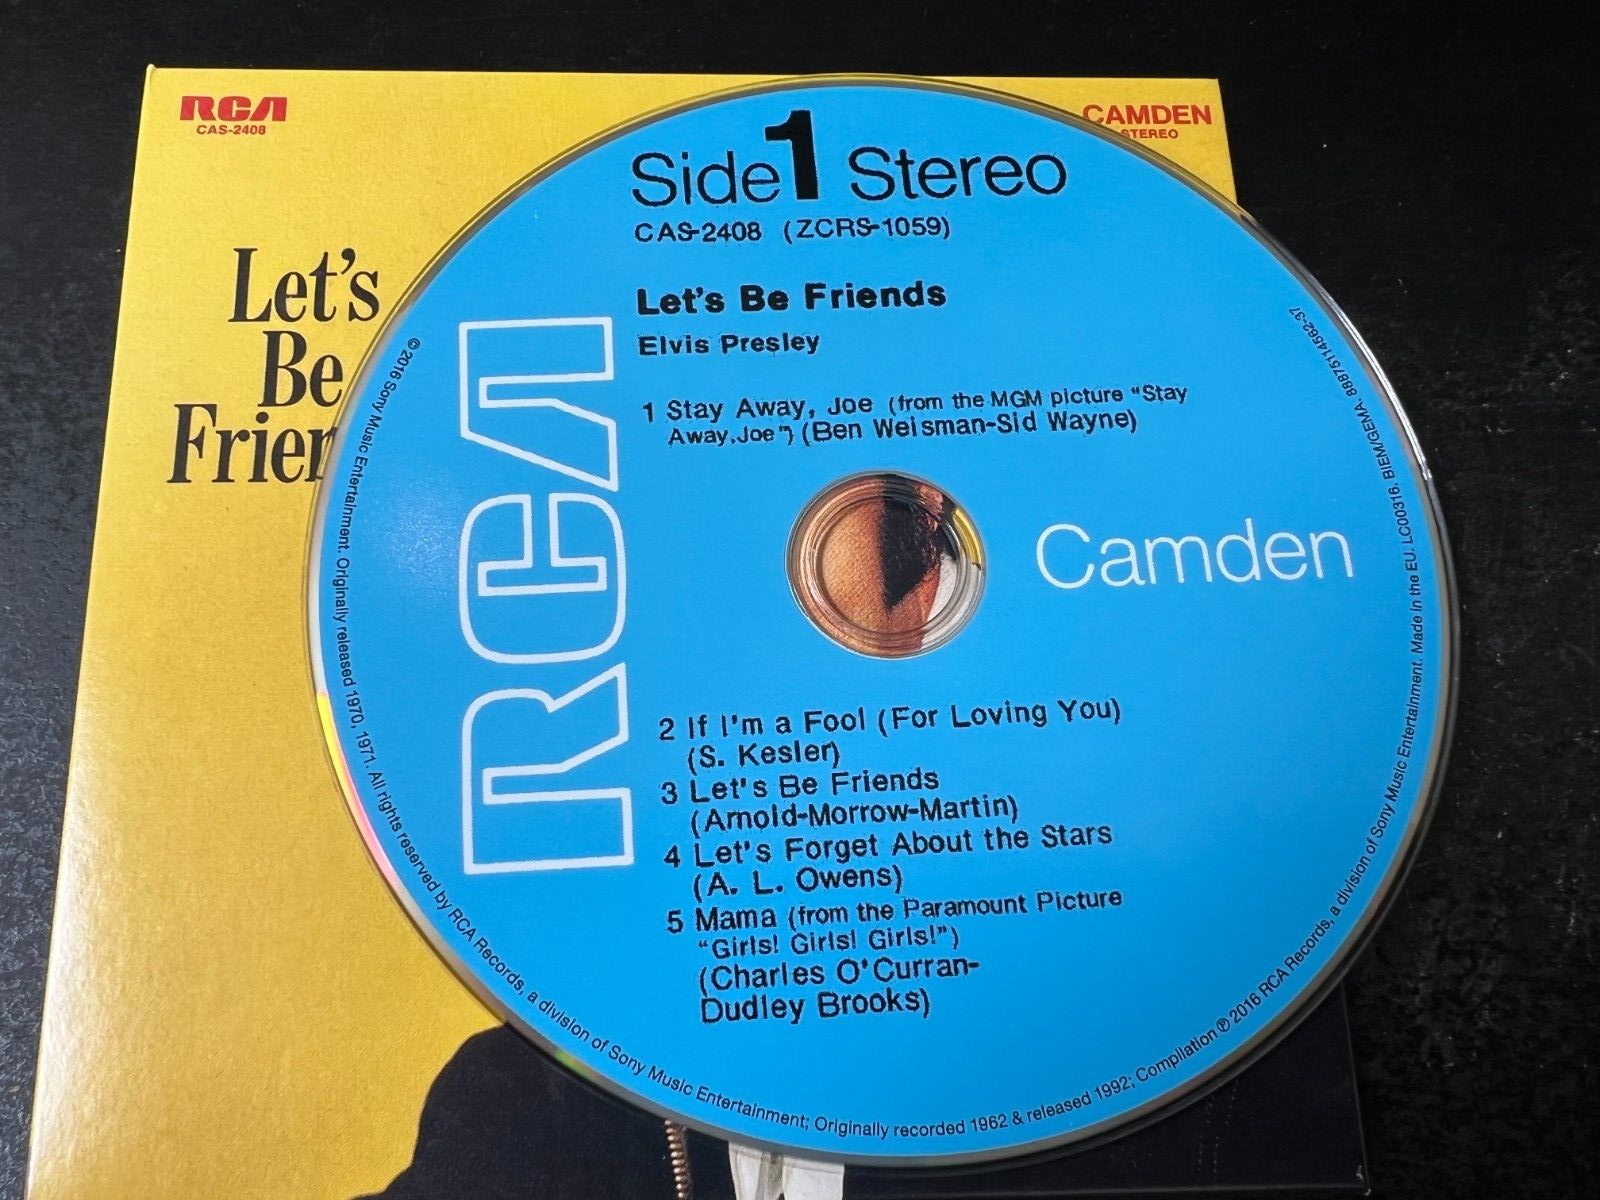 RCA
CAS-2408
CAMDEN
STEREO
Let's
Be
Frien
Side 1 Stereo
CAS-2408 (ZCRS-1059)
Let's Be Friends
Elvis Presley
1 Stay Away, Joe (from the MGM picture "Stay
Away,Joe") (Ben Weisman-Sid Wayne)
RCA
Camden
2 If I'm a Fool (For Loving You)
(S. Kesler)
3 Let's Be Friends
(Arnold-Morrow-Martin)
4 Let's Forget About the Stars
(A. L. Owens)
5 Mama (from the Paramount Picture
"Girls! Girls! Girls!")
(Charles O'Curran-
Dudley Brooks)
©2016 Sony Music Entertainment. Originally released 1970, 1971. All rights reserved by RCA Records, a division of Sony Music Entertainment; Originally recorded 1962 & released 1992; Compilation ℗ 2016 RCA Records, a division of Sony Music Entertainment. Made in the EU. LC00316. BIEM/GEMA. 88875114562-37